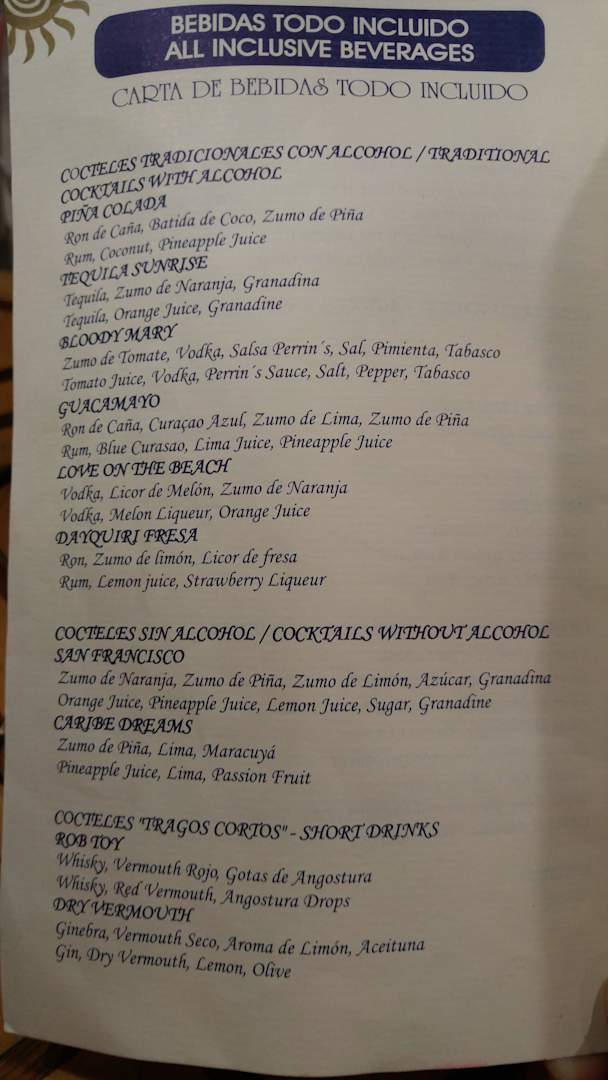 BEBIDAS TODO INCLUIDO
ALL INCLUSIVE BEVERAGES
CARTA DE BEBIDAS TODO INCLUIDO
COCTELES TRADICIONALES CON ALCOHOL / TRADITIONAL
COCKTAILS WITH ALCOHOL
PIÑA COLADA
Ron de Caña, Batida de Coco, Zumo de Piña
Rum, Coconut, Pineapple Juice
TEQUILA SUNRISE
Tequila, Zumo de Naranja, Granadina
Tequila, Orange Juice, Granadine
BLOODY MARY
Zumo de Tomate, Vodka, Salsa Perrin´s, Sal, Pimienta, Tabasco
Tomato Juice, Vodka, Perrin´s Sauce, Salt, Pepper, Tabasco
GUACAMAYO
Ron de Caña, Curaçao Azul, Zumo de Lima, Zumo de Piña
Rum, Blue Curasao, Lima Juice, Pineapple Juice
LOVE ON THE BEACH
Vodka, Licor de Melón, Zumo de Naranja
Vodka, Melon Liqueur, Orange Juice
DAYQUIRI FRESA
Ron, Zumo de limón, Licor de fresa
Rum, Lemon juice, Strawberry Liqueur
COCTELES SIN ALCOHOL / COCKTAILS WITHOUT ALCOHOL
SAN FRANCISCO
Zumo de Naranja, Zumo de Piña, Zumo de Limón, Azúcar, Granadina
Orange Juice, Pineapple Juice, Lemon Juice, Sugar, Granadine
CARIBE DREAMS
Zumo de Piña, Lima, Maracuyá
Pineapple Juice, Lima, Passion Fruit
COCTELES "TRAGOS CORTOS" - SHORT DRINKS
ROB TOY
Whisky, Vermouth Rojo, Gotas de Angostura
Whisky, Red Vermouth, Angostura Drops
DRY VERMOUTH
Ginebra, Vermouth Seco, Aroma de Limón, Aceituna
Gin, Dry Vermouth, Lemon, Olive